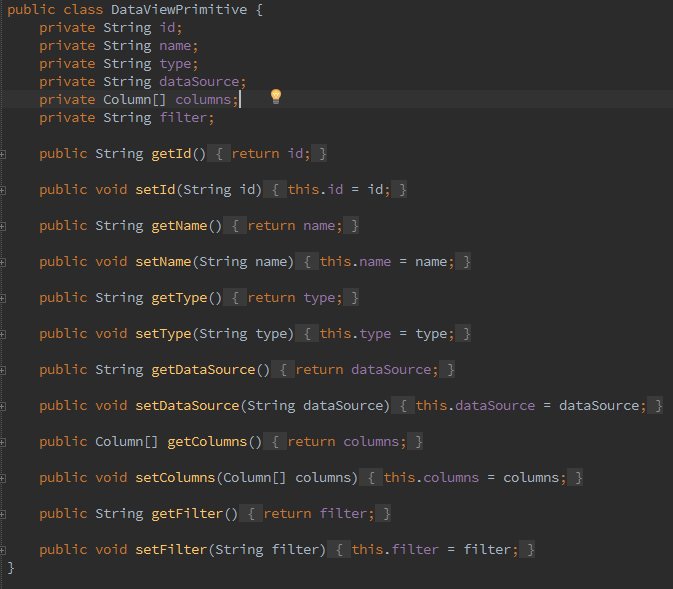 public class DataViewPrimitive {
    private String id;
    private String name;
    private String type;
    private String dataSource;
    private Column[] columns;
    private String filter;
    public String getId() { return id; }
    public void setId(String id) { this.id = id; }
    public String getName() { return name; }
    public void setName(String name) { this.name = name; }
    public String getType() { return type; }
    public void setType(String type) { this.type = type; }
    public String getDataSource() { return dataSource; }
    public void setDataSource(String dataSource) { this.dataSource = dataSource; }
    public Column[] getColumns() { return columns; }
    public void setColumns(Column[] columns) { this.columns = columns; }
    public String getFilter() { return filter; }
    public void setFilter(String filter) { this.filter = filter; }
}